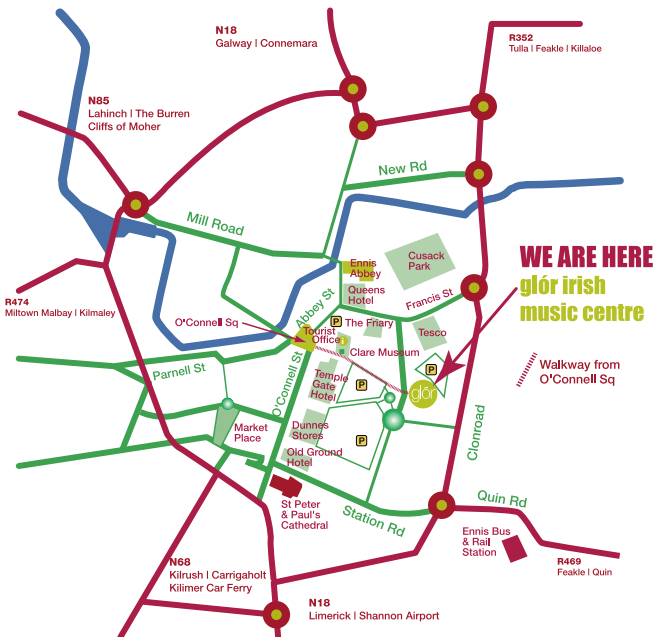 N18
Galway | Connemara
R352
Tulla | Feakle | Killaloe
N85
Lahinch | The Burren
Cliffs of Moher
New Rd
Mill Road
Cusack
Park
Ennis
Abbey
Queens
Hotel
WE ARE HERE
glór irish
music centre
R474
Miltown Malbay | Kilmaley
Abbey St
Francis St
O'Connell Sq
P
The Friary
Tourist
Office
i
Tesco
Clare Museum
Walkway from
O'Connell Sq
Parnell St
O'Connell St
Temple
Gate
Hotel
P
P
glór
Market
Place
Dunnes
Stores
P
Clonroad
Old Ground
Hotel
St Peter
& Paul's
Cathedral
Station Rd
Quin Rd
Ennis Bus
& Rail
Station
R469
Feakle | Quin
N68
Kilrush | Carrigaholt
Kilimer Car Ferry
N18
Limerick | Shannon Airport